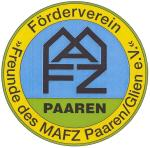 Förderverein
»Freunde des MAFZ Paaren/Glien e.V.«
MAFZ
PAAREN